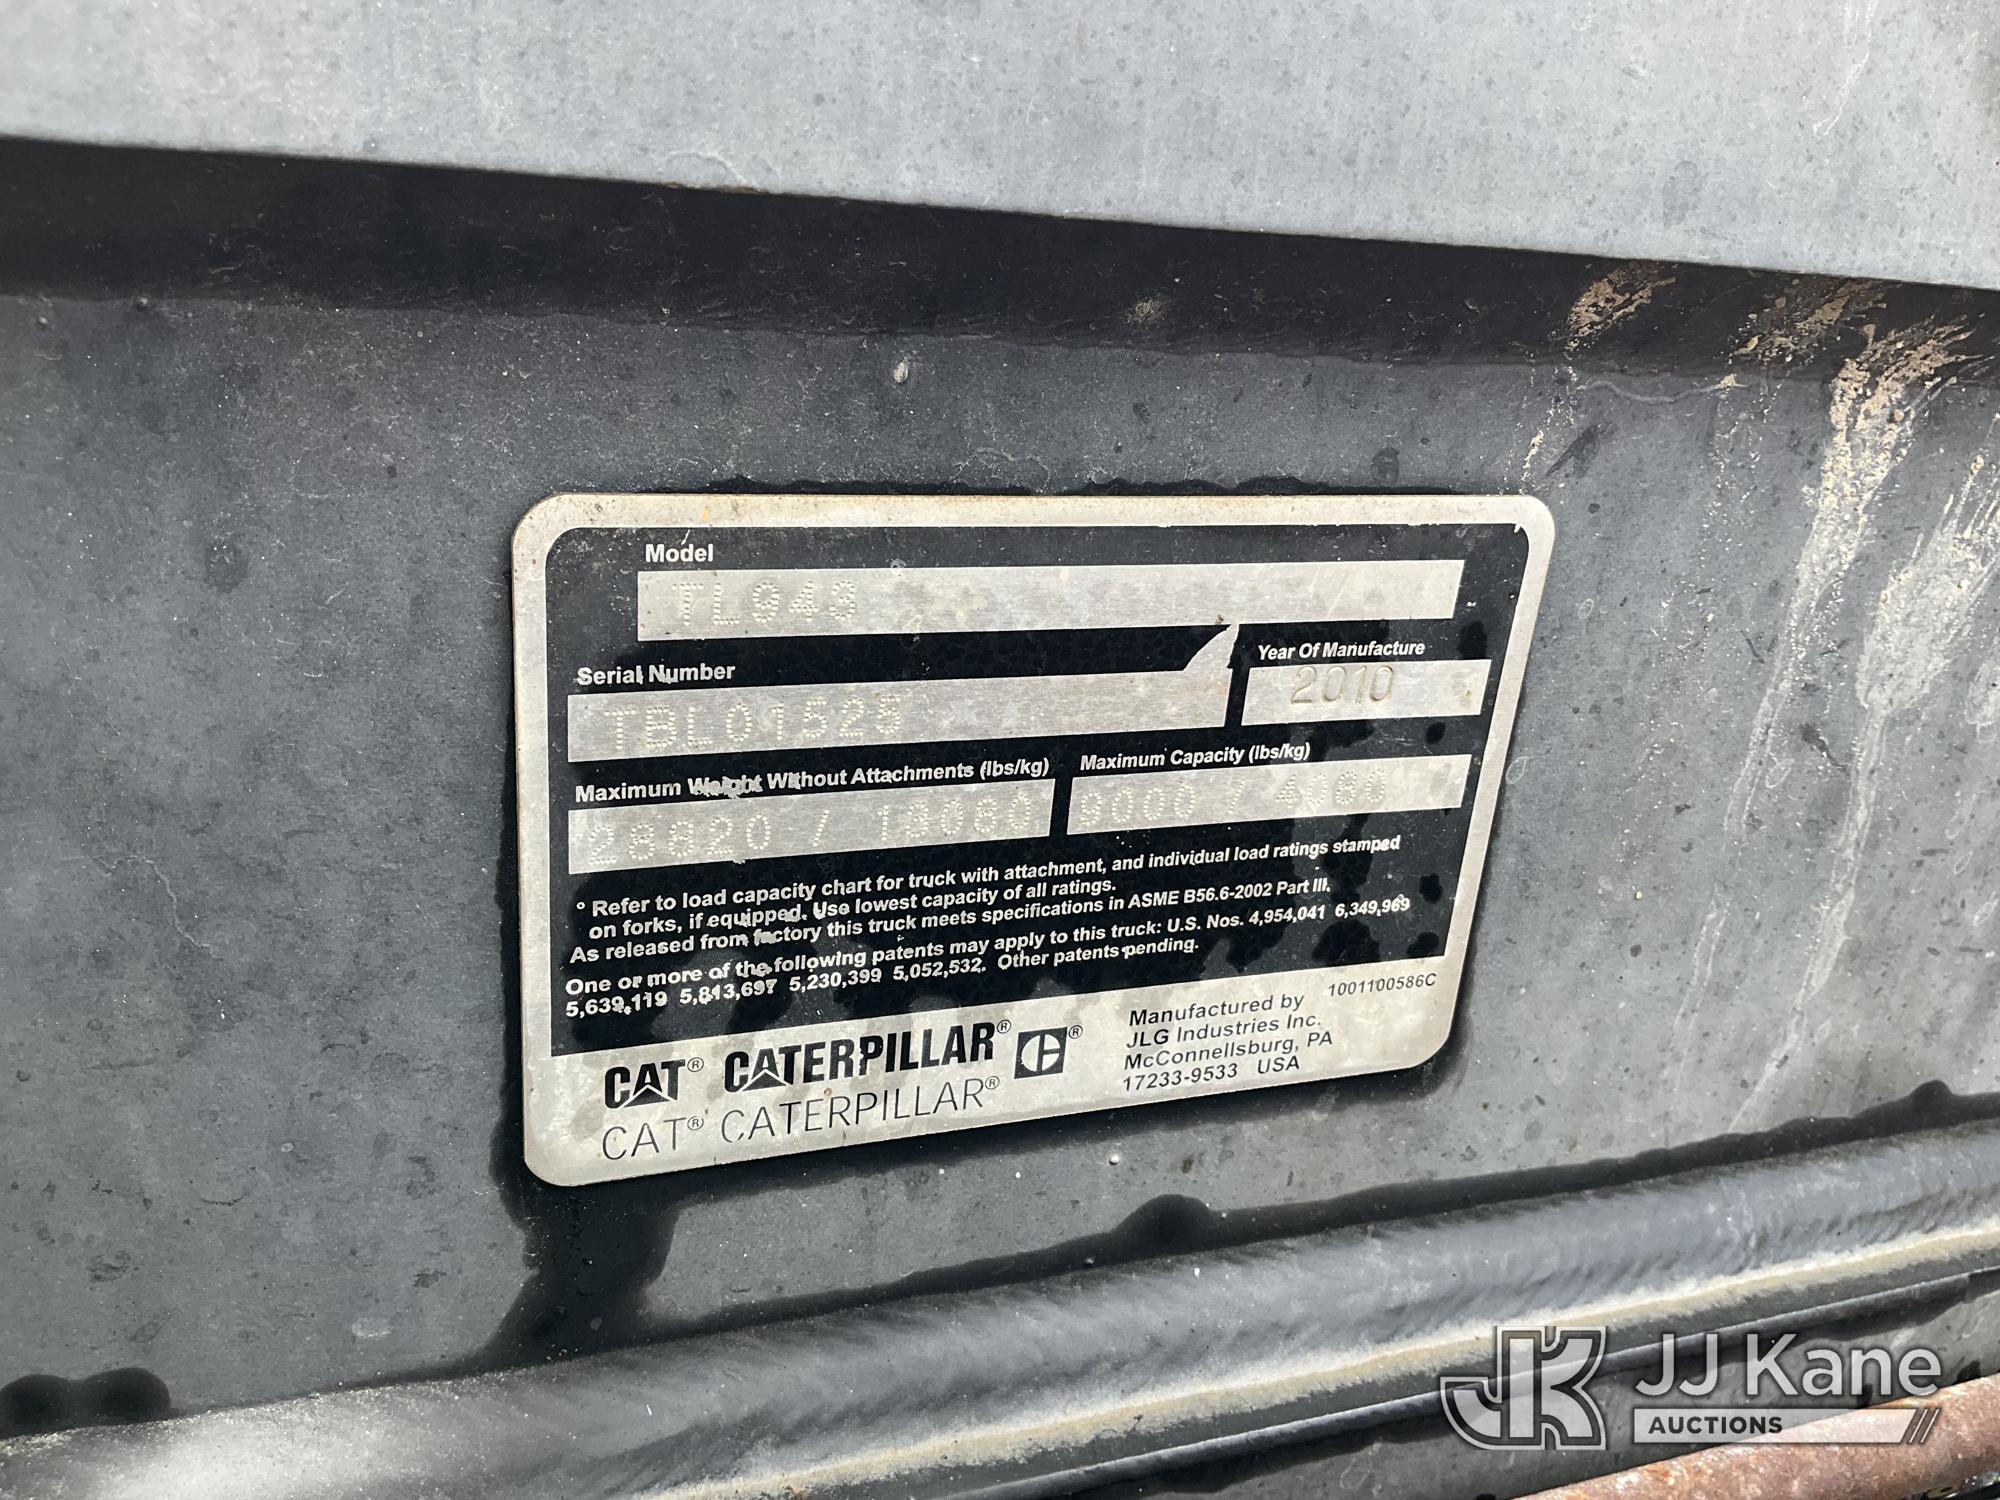 Model
TL943
Serial Number
TBL01525
Year Of Manufacture
2010
Maximum Weight Without Attachments (lbs/kg)
28820 / 13080
Maximum Capacity (lbs/kg)
9000 / 4080
° Refer to load capacity chart for truck with attachment, and individual load ratings stamped
on forks, if equipped. Use lowest capacity of all ratings.
As released from factory this truck meets specifications in ASME B56.6-2002 Part III.
One or more of the following patents may apply to this truck: U.S. Nos. 4,954,041 6,349,969
5,639,119 5,813,697 5,230,399 5,052,532. Other patents pending.
CAT® CATERPILLAR® ®
CAT® CATERPILLAR®
Manufactured by
JLG Industries Inc.
McConnellsburg, PA
17233-9533 USA
1001100586C
JK JJ Kane
AUCTIONS